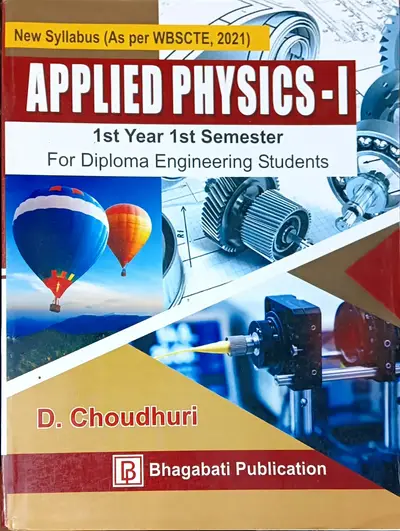 New Syllabus (As per WBSCTE, 2021)
APPLIED PHYSICS - I
1st Year 1st Semester
For Diploma Engineering Students
D. Choudhuri
Bhagabati Publication